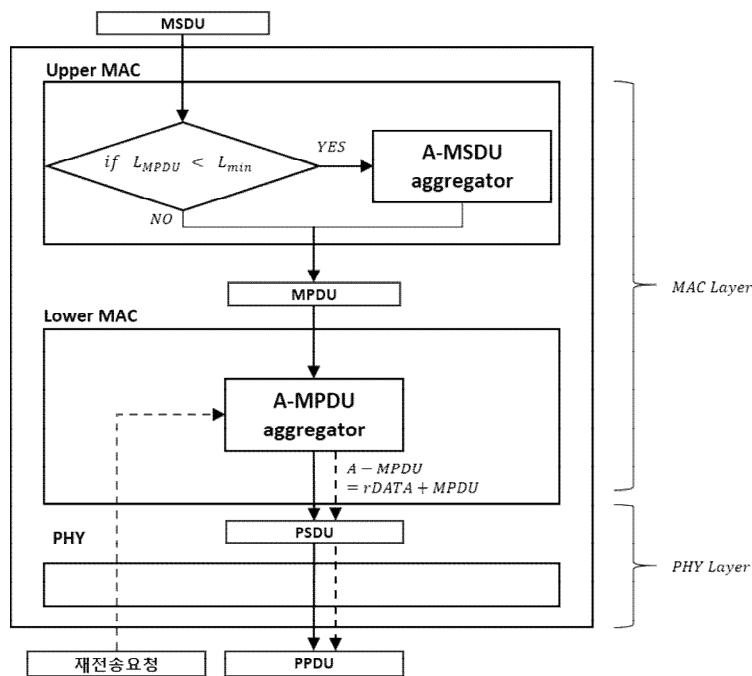 MSDU
Upper MAC
if L_MPDU < L_min
YES
A-MSDU
aggregator
NO
MPDU
MAC Layer
Lower MAC
A-MPDU
aggregator
A − MPDU
= rDATA + MPDU
PSDU
PHY
PHY Layer
재전송요청
PPDU